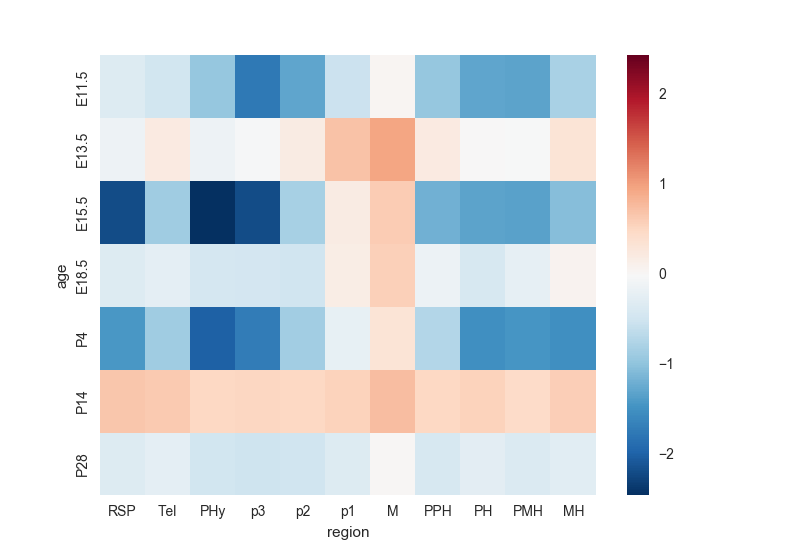 E11.5
E13.5
E15.5
E18.5
P4
P14
P28
age
RSP Tel PHy p3 p2 p1 M PPH PH PMH MH
region
2
1
0
−1
−2